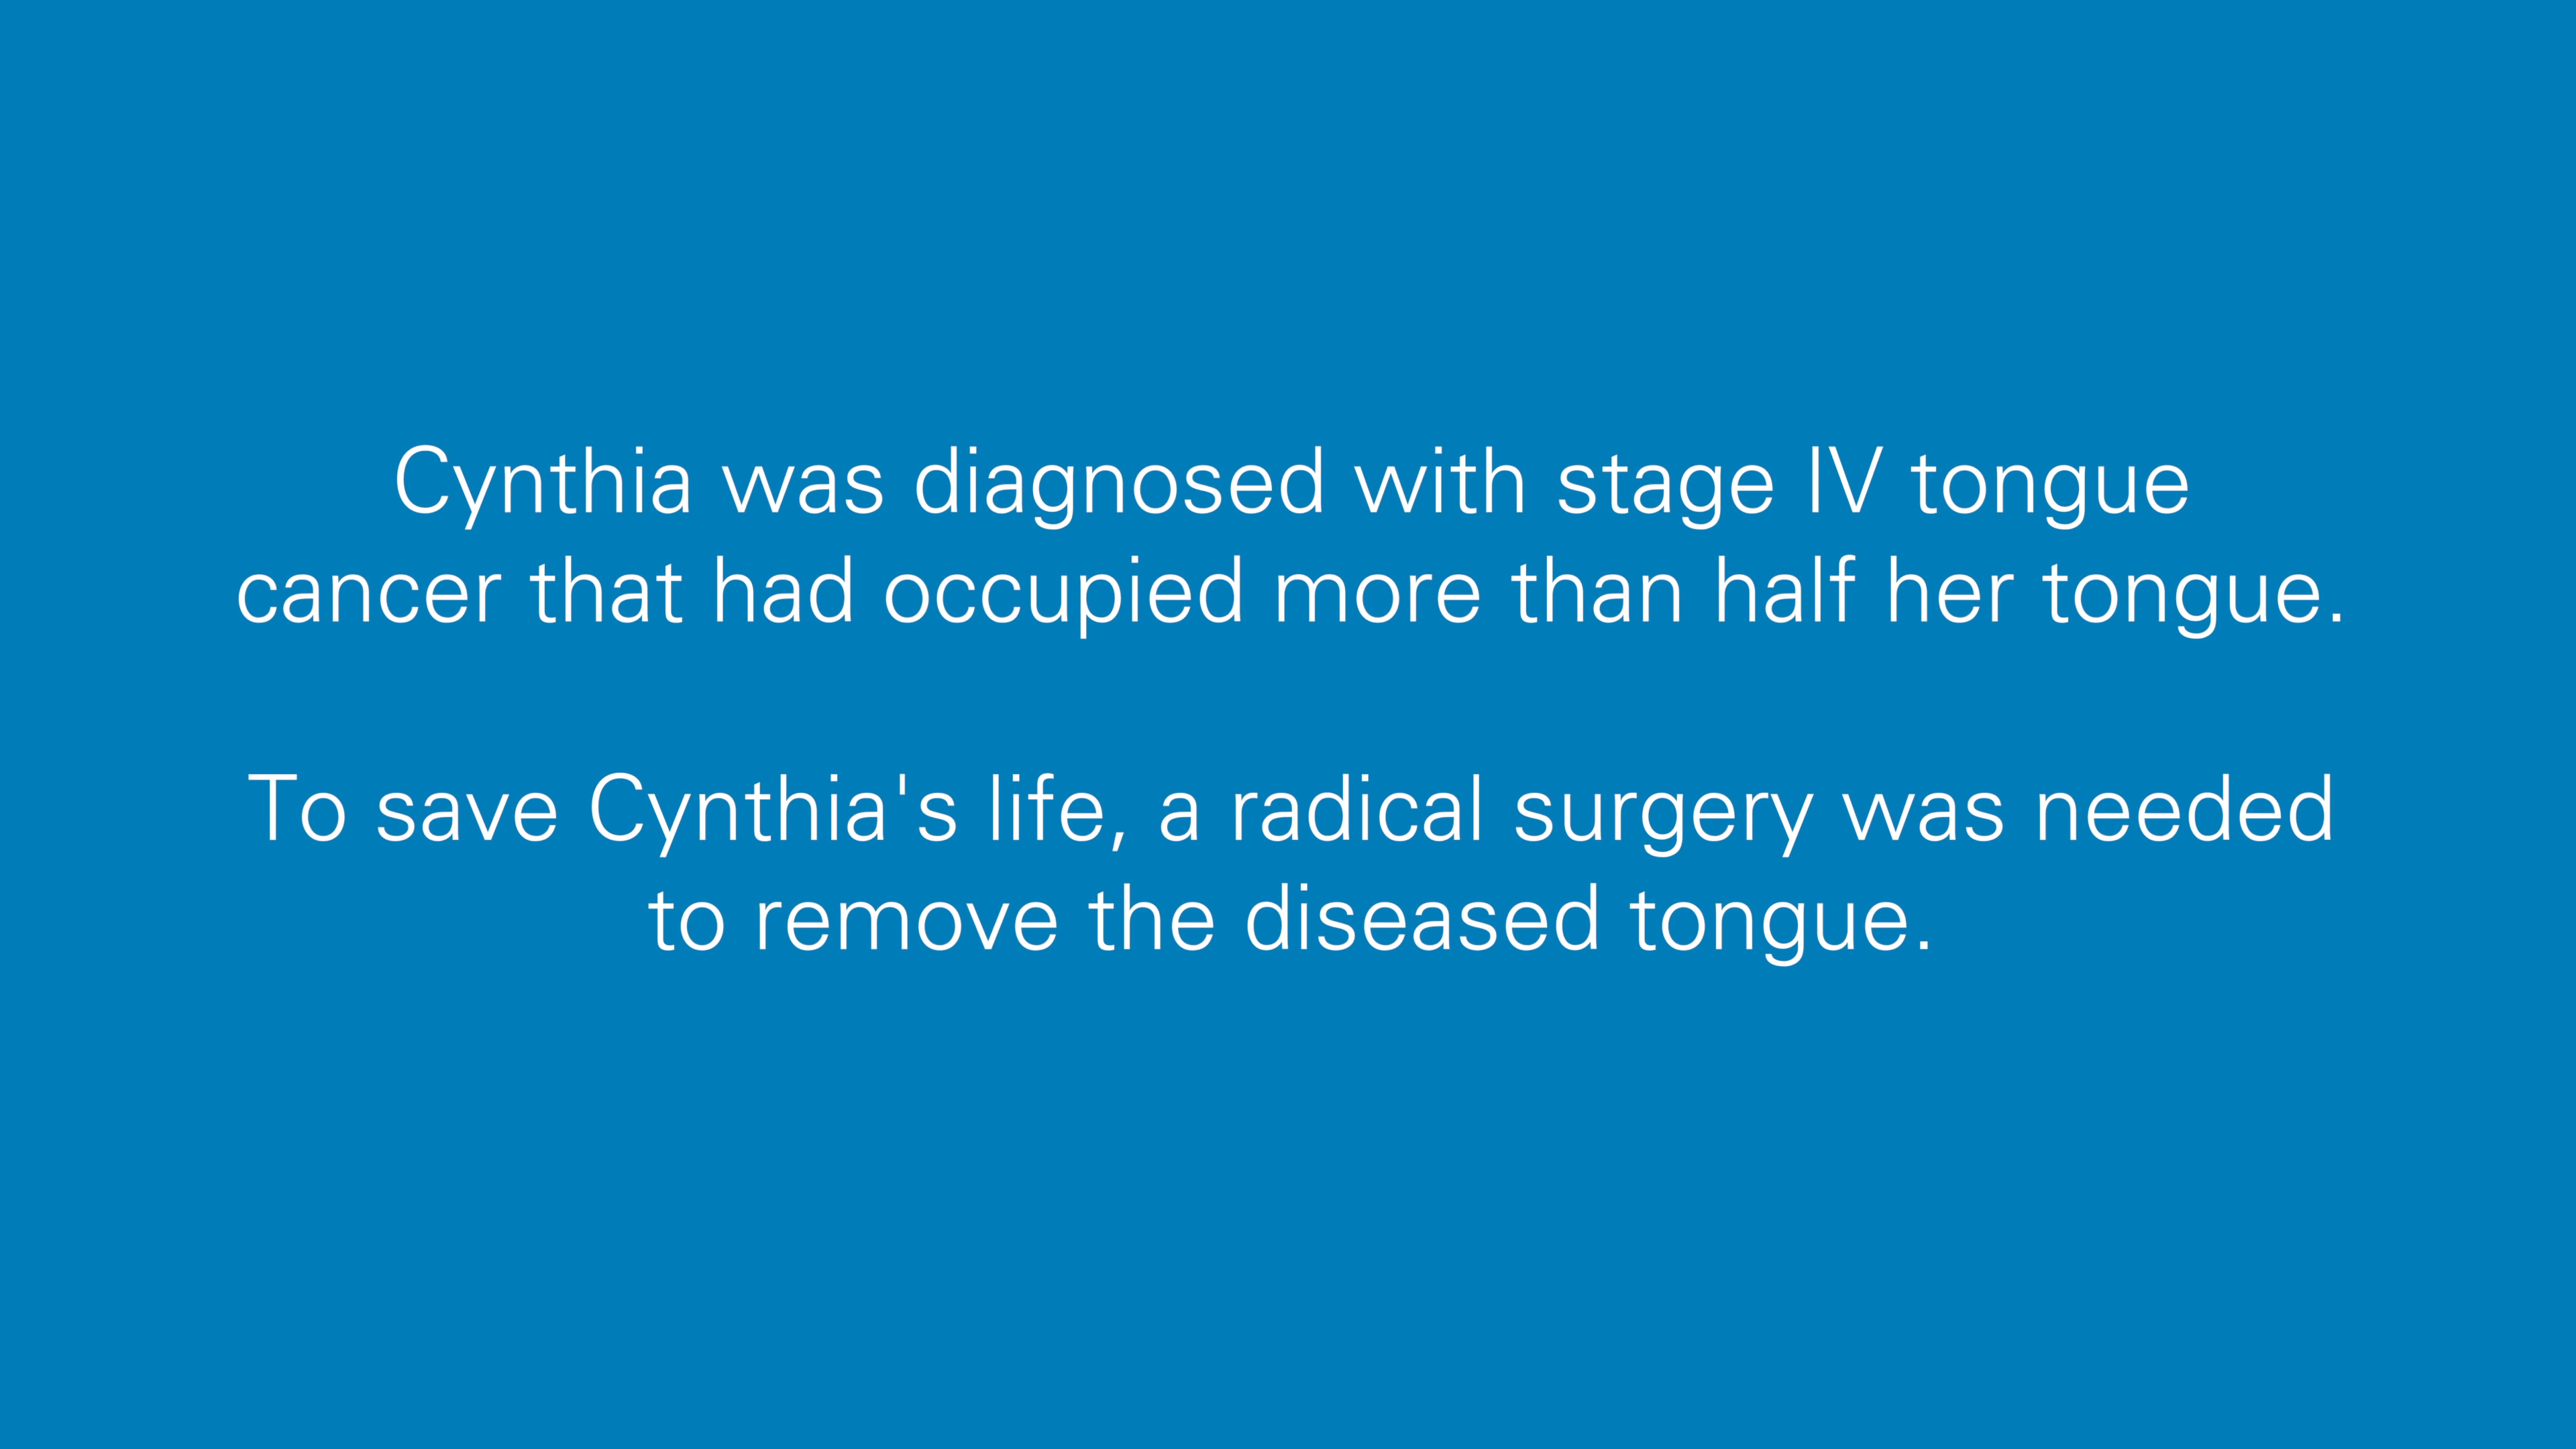 Cynthia was diagnosed with stage IV tongue
cancer that had occupied more than half her tongue.
To save Cynthia's life, a radical surgery was needed
to remove the diseased tongue.